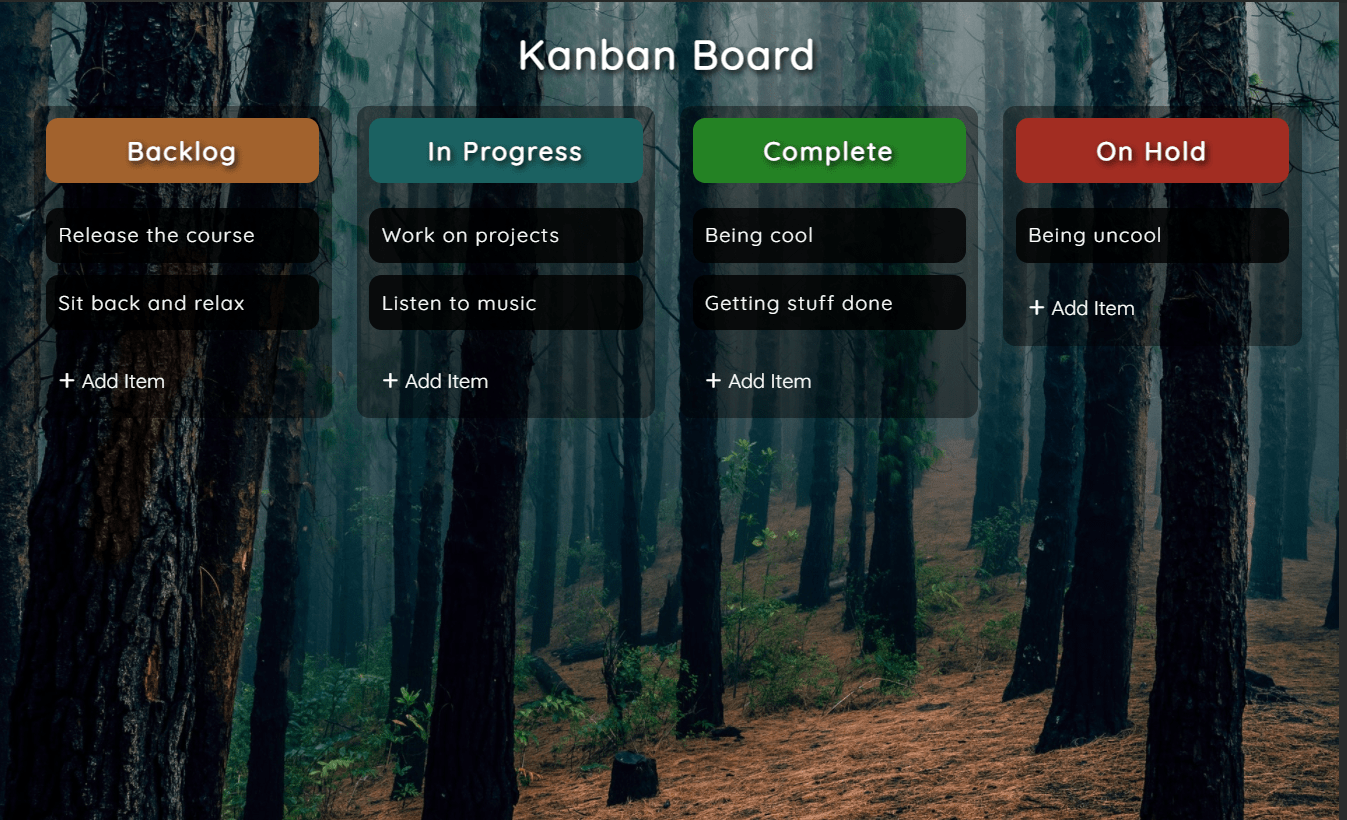 Kanban Board
Backlog
Release the course
Sit back and relax
+ Add Item
In Progress
Work on projects
Listen to music
+ Add Item
Complete
Being cool
Getting stuff done
+ Add Item
On Hold
Being uncool
+ Add Item